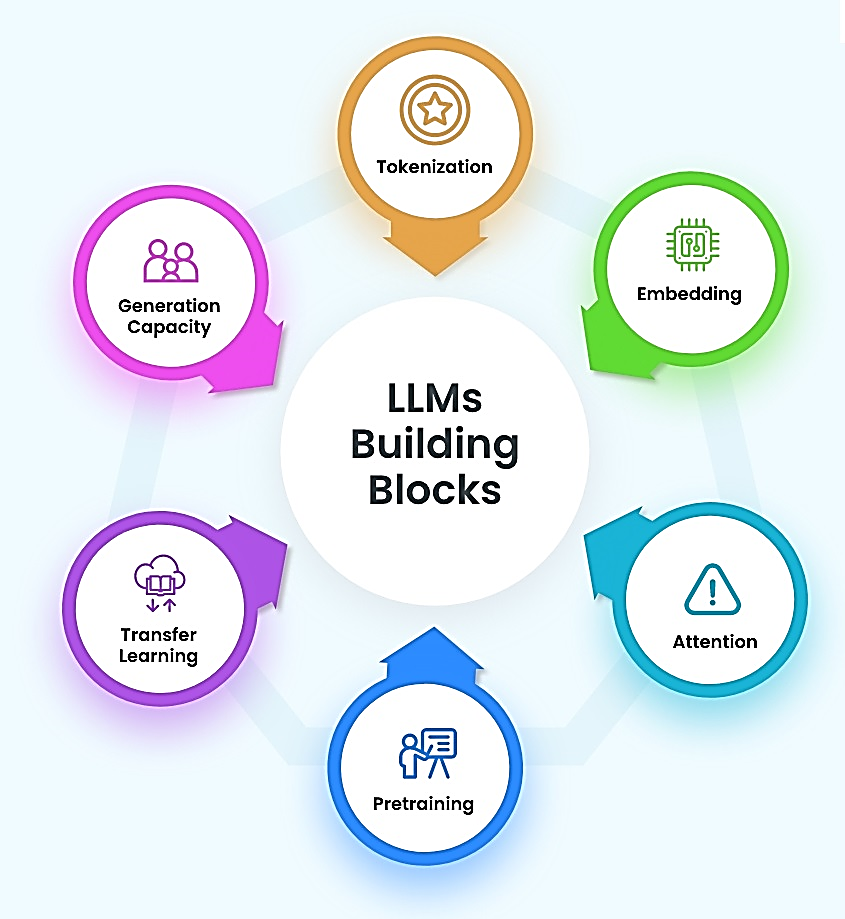 Tokenization
Embedding
Attention
Pretraining
Transfer
Learning
Generation
Capacity
LLMs
Building
Blocks